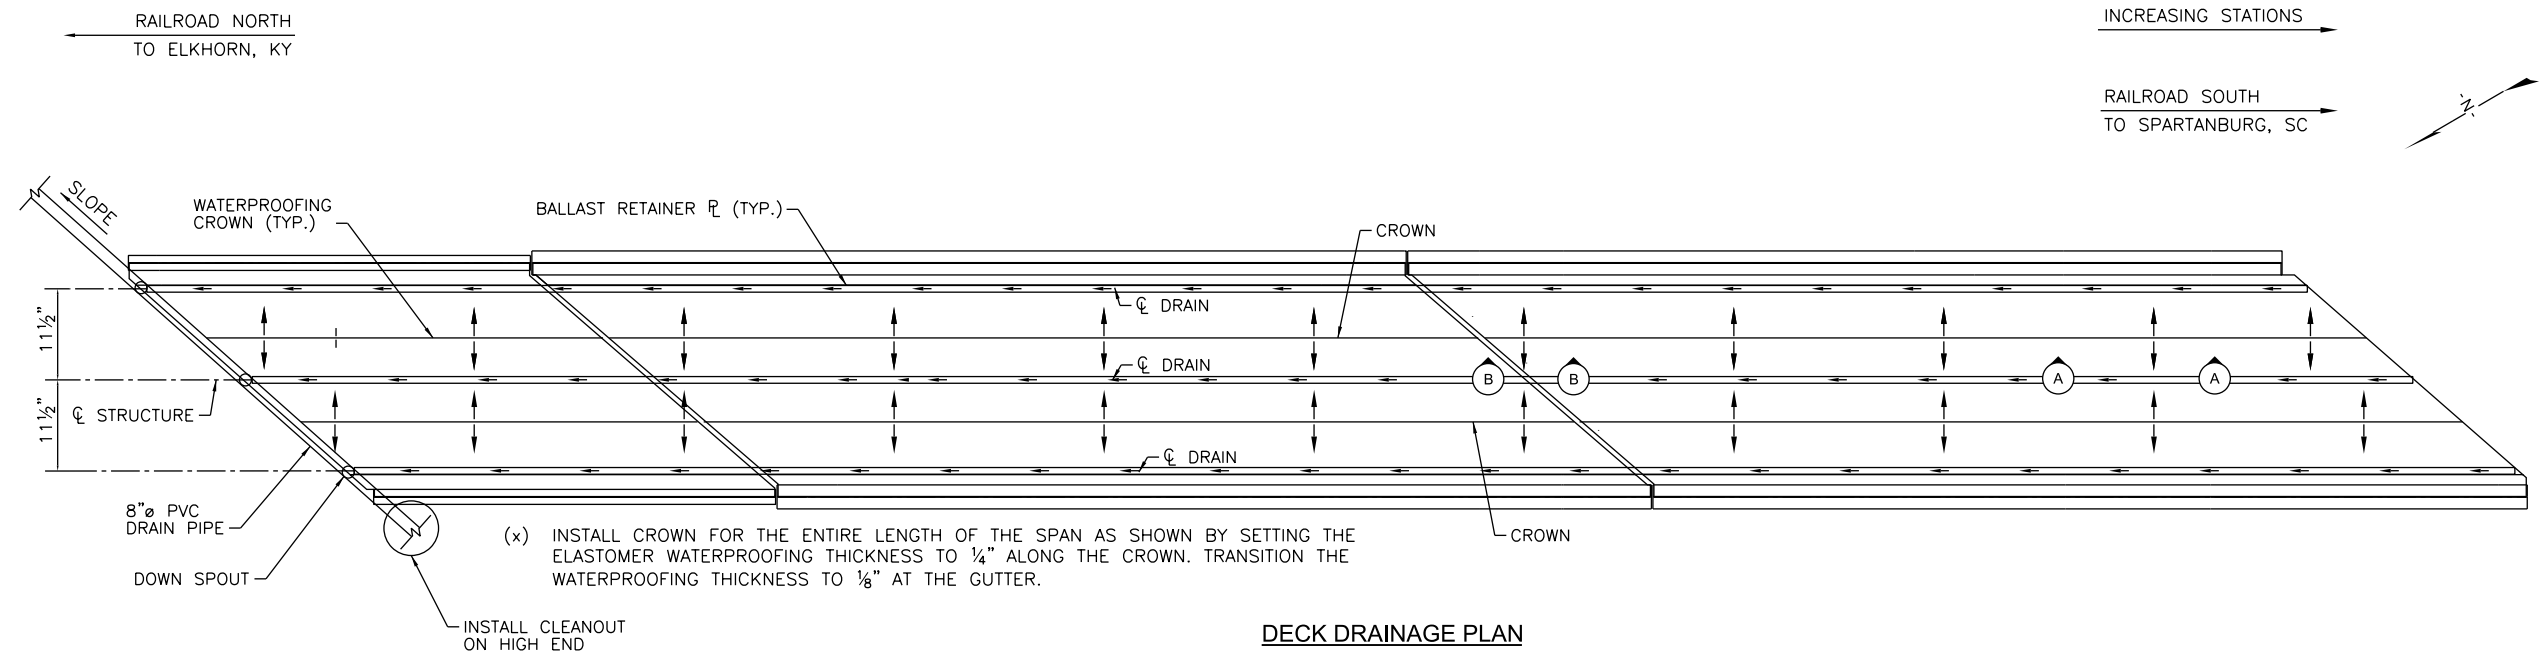 RAILROAD NORTH
TO ELKHORN, KY
INCREASING STATIONS
RAILROAD SOUTH
TO SPARTANBURG, SC
N
SLOPE
WATERPROOFING
CROWN (TYP.)
BALLAST RETAINER ⅊ (TYP.)
CROWN
11½"
℄ DRAIN
℄ DRAIN
B
B
A
A
11½"
℄ STRUCTURE
℄ DRAIN
8"ø PVC
DRAIN PIPE
DOWN SPOUT
(x) INSTALL CROWN FOR THE ENTIRE LENGTH OF THE SPAN AS SHOWN BY SETTING THE
ELASTOMER WATERPROOFING THICKNESS TO ¼" ALONG THE CROWN. TRANSITION THE
WATERPROOFING THICKNESS TO ⅛" AT THE GUTTER.
CROWN
INSTALL CLEANOUT
ON HIGH END
DECK DRAINAGE PLAN